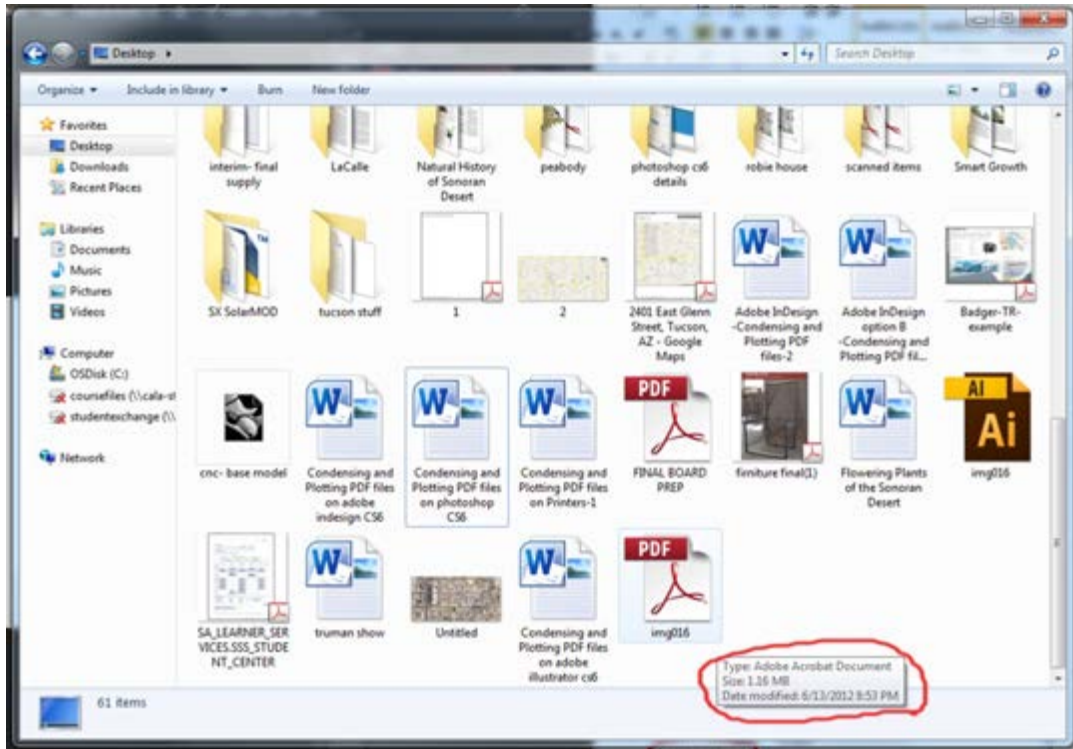 Desktop
Search Desktop
Organize
Include in library
Burn
New folder
Favorites
Desktop
Downloads
Recent Places
Libraries
Documents
Music
Pictures
Videos
Computer
OSDisk (C:)
coursefiles (\\cala-st
studentexchange (\\
Network
interim- final
supply
LaCalle
Natural History
of Sonoran
Desert
peabody
photoshop cs6
details
robie house
scanned items
Smart Growth
SX SolarMOD
tucson stuff
1
2
2401 East Glenn
Street, Tucson,
AZ - Google
Maps
Adobe InDesign
-Condensing and
Plotting PDF
files-2
Adobe InDesign
option B
-Condensing and
Plotting PDF fil...
Badger-TR-
example
cnc- base model
Condensing and
Plotting PDF files
on adobe
indesign CS6
Condensing and
Plotting PDF files
on photoshop
CS6
Condensing and
Plotting PDF files
on Printers-1
PDF
FINAL BOARD
PREP
firniture final(1)
Flowering Plants
of the Sonoran
Desert
AI
Ai
img016
SA_LEARNER_SER
VICES.SSS_STUDE
NT_CENTER
truman show
Untitled
Condensing and
Plotting PDF files
on adobe
illustrator cs6
PDF
img016
Type: Adobe Acrobat Document
Size: 1.16 MB
Date modified: 6/13/2012 8:53 PM
61 items